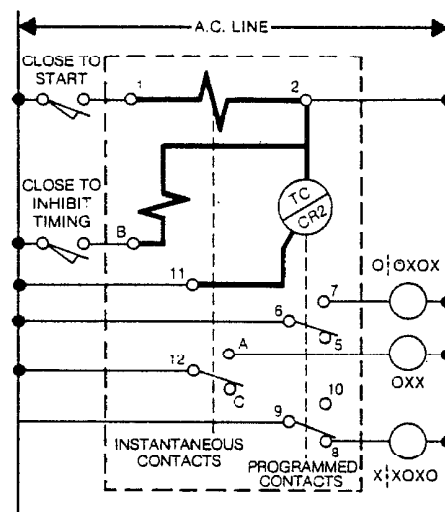 A.C. LINE
CLOSE TO
START
1
2
CLOSE TO
INHIBIT
TIMING
TC
CR2
B
11
7
O¦OXOX
6
5
A
12
OXX
C
10
9
8
X¦XOXO
INSTANTANEOUS
CONTACTS
PROGRAMMED
CONTACTS